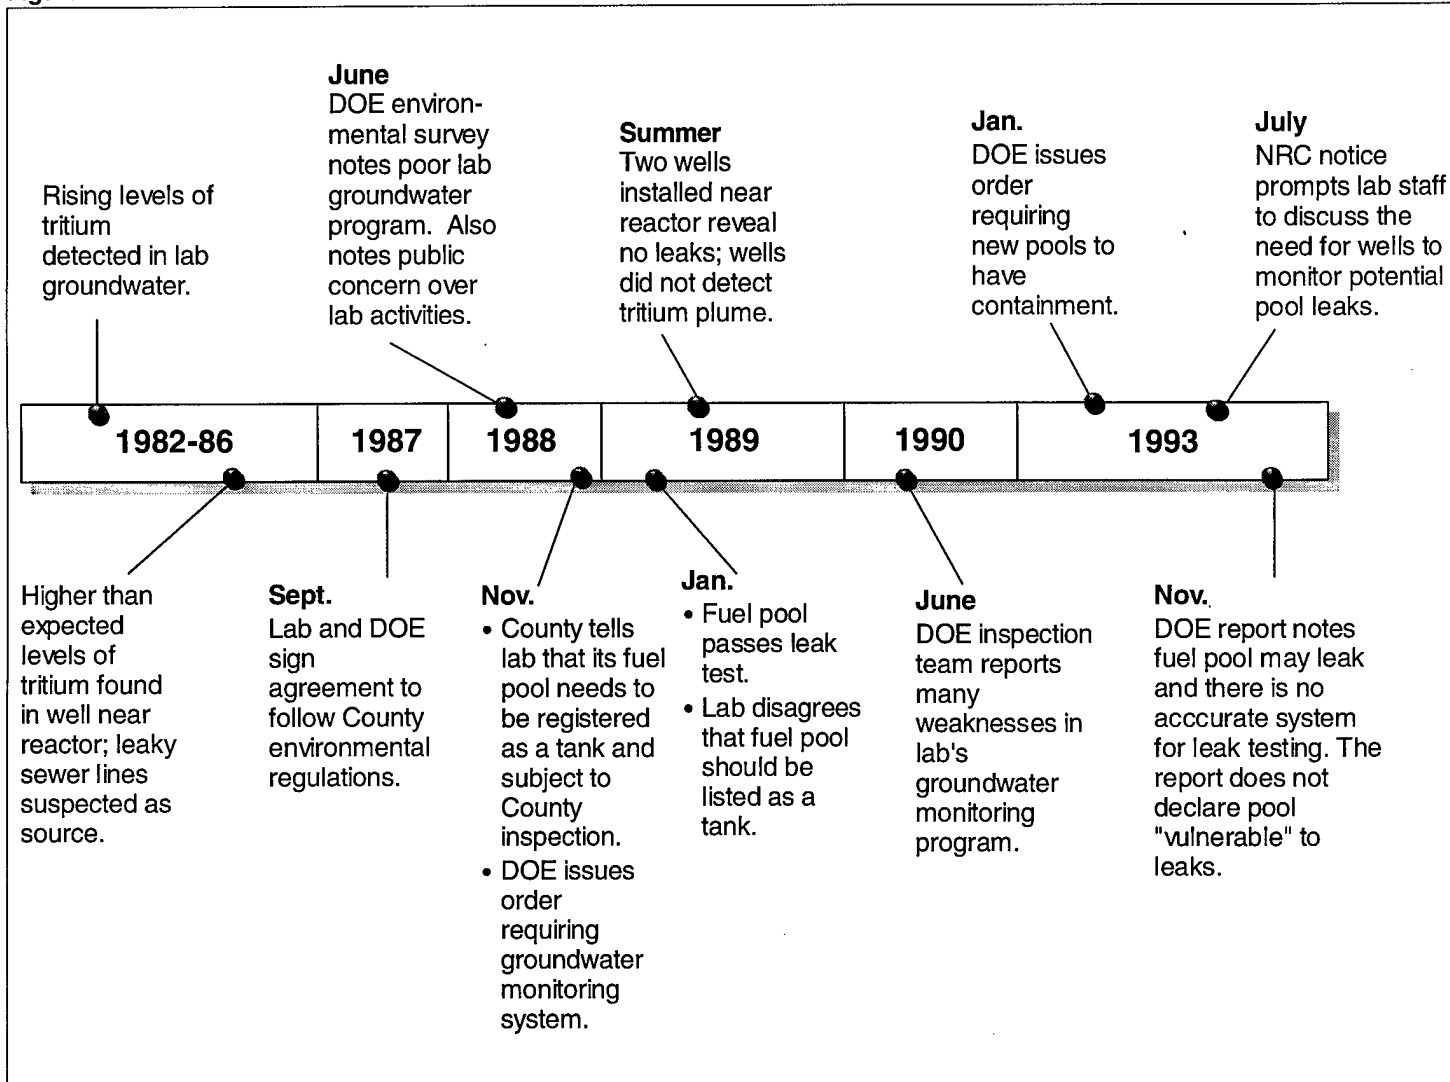 June
DOE environ-
mental survey
notes poor lab
groundwater
program. Also
notes public
concern over
lab activities.
Rising levels of
tritium
detected in lab
groundwater.
Summer
Two wells
installed near
reactor reveal
no leaks; wells
did not detect
tritium plume.
Jan.
DOE issues
order
requiring
new pools to
have
containment.
July
NRC notice
prompts lab staff
to discuss the
need for wells to
monitor potential
pool leaks.
1982-86
1987
1988
1989
1990
1993
Higher than
expected
levels of
tritium found
in well near
reactor; leaky
sewer lines
suspected as
source.
Sept.
Lab and DOE
sign
agreement to
follow County
environmental
regulations.
Nov.
• County tells
lab that its fuel
pool needs to
be registered
as a tank and
subject to
County
inspection.
• DOE issues
order
requiring
groundwater
monitoring
system.
Jan.
• Fuel pool
passes leak
test.
• Lab disagrees
that fuel pool
should be
listed as a
tank.
June
DOE inspection
team reports
many
weaknesses in
lab's
groundwater
monitoring
program.
Nov.
DOE report notes
fuel pool may leak
and there is no
acccurate system
for leak testing. The
report does not
declare pool
"vulnerable" to
leaks.